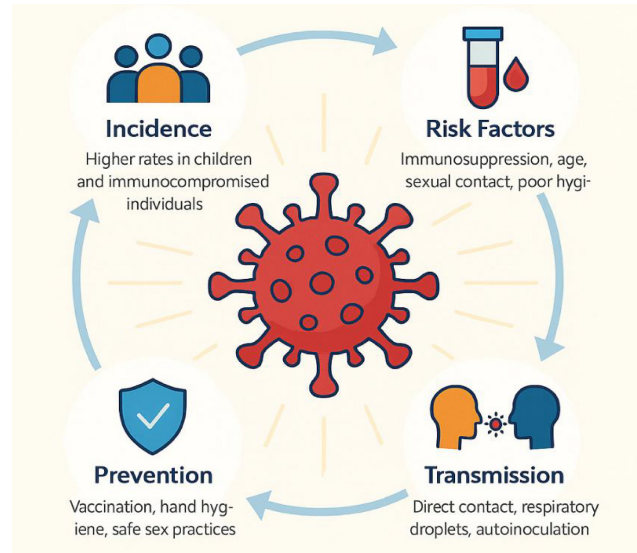 Incidence
Higher rates in children
and immunocompromised
individuals
Risk Factors
Immunosuppression, age,
sexual contact, poor hygi-
Transmission
Direct contact, respiratory
droplets, autoinoculation
Prevention
Vaccination, hand hyg-
iene, safe sex practices